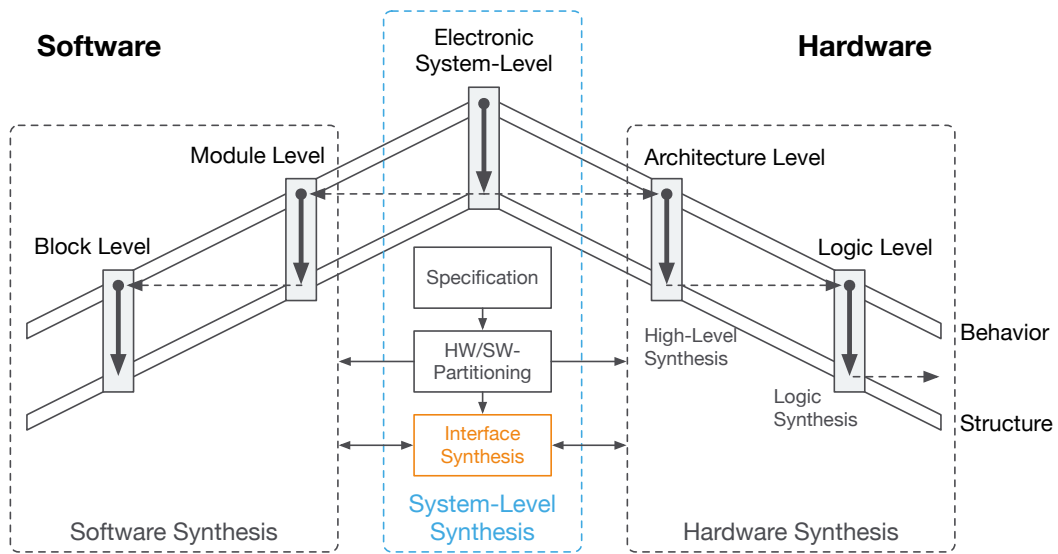 Software
Electronic
System-Level
Hardware
Module Level
Architecture Level
Block Level
Logic Level
Specification
HW/SW-
Partitioning
Interface
Synthesis
High-Level
Synthesis
Logic
Synthesis
Behavior
Structure
Software Synthesis
System-Level
Synthesis
Hardware Synthesis